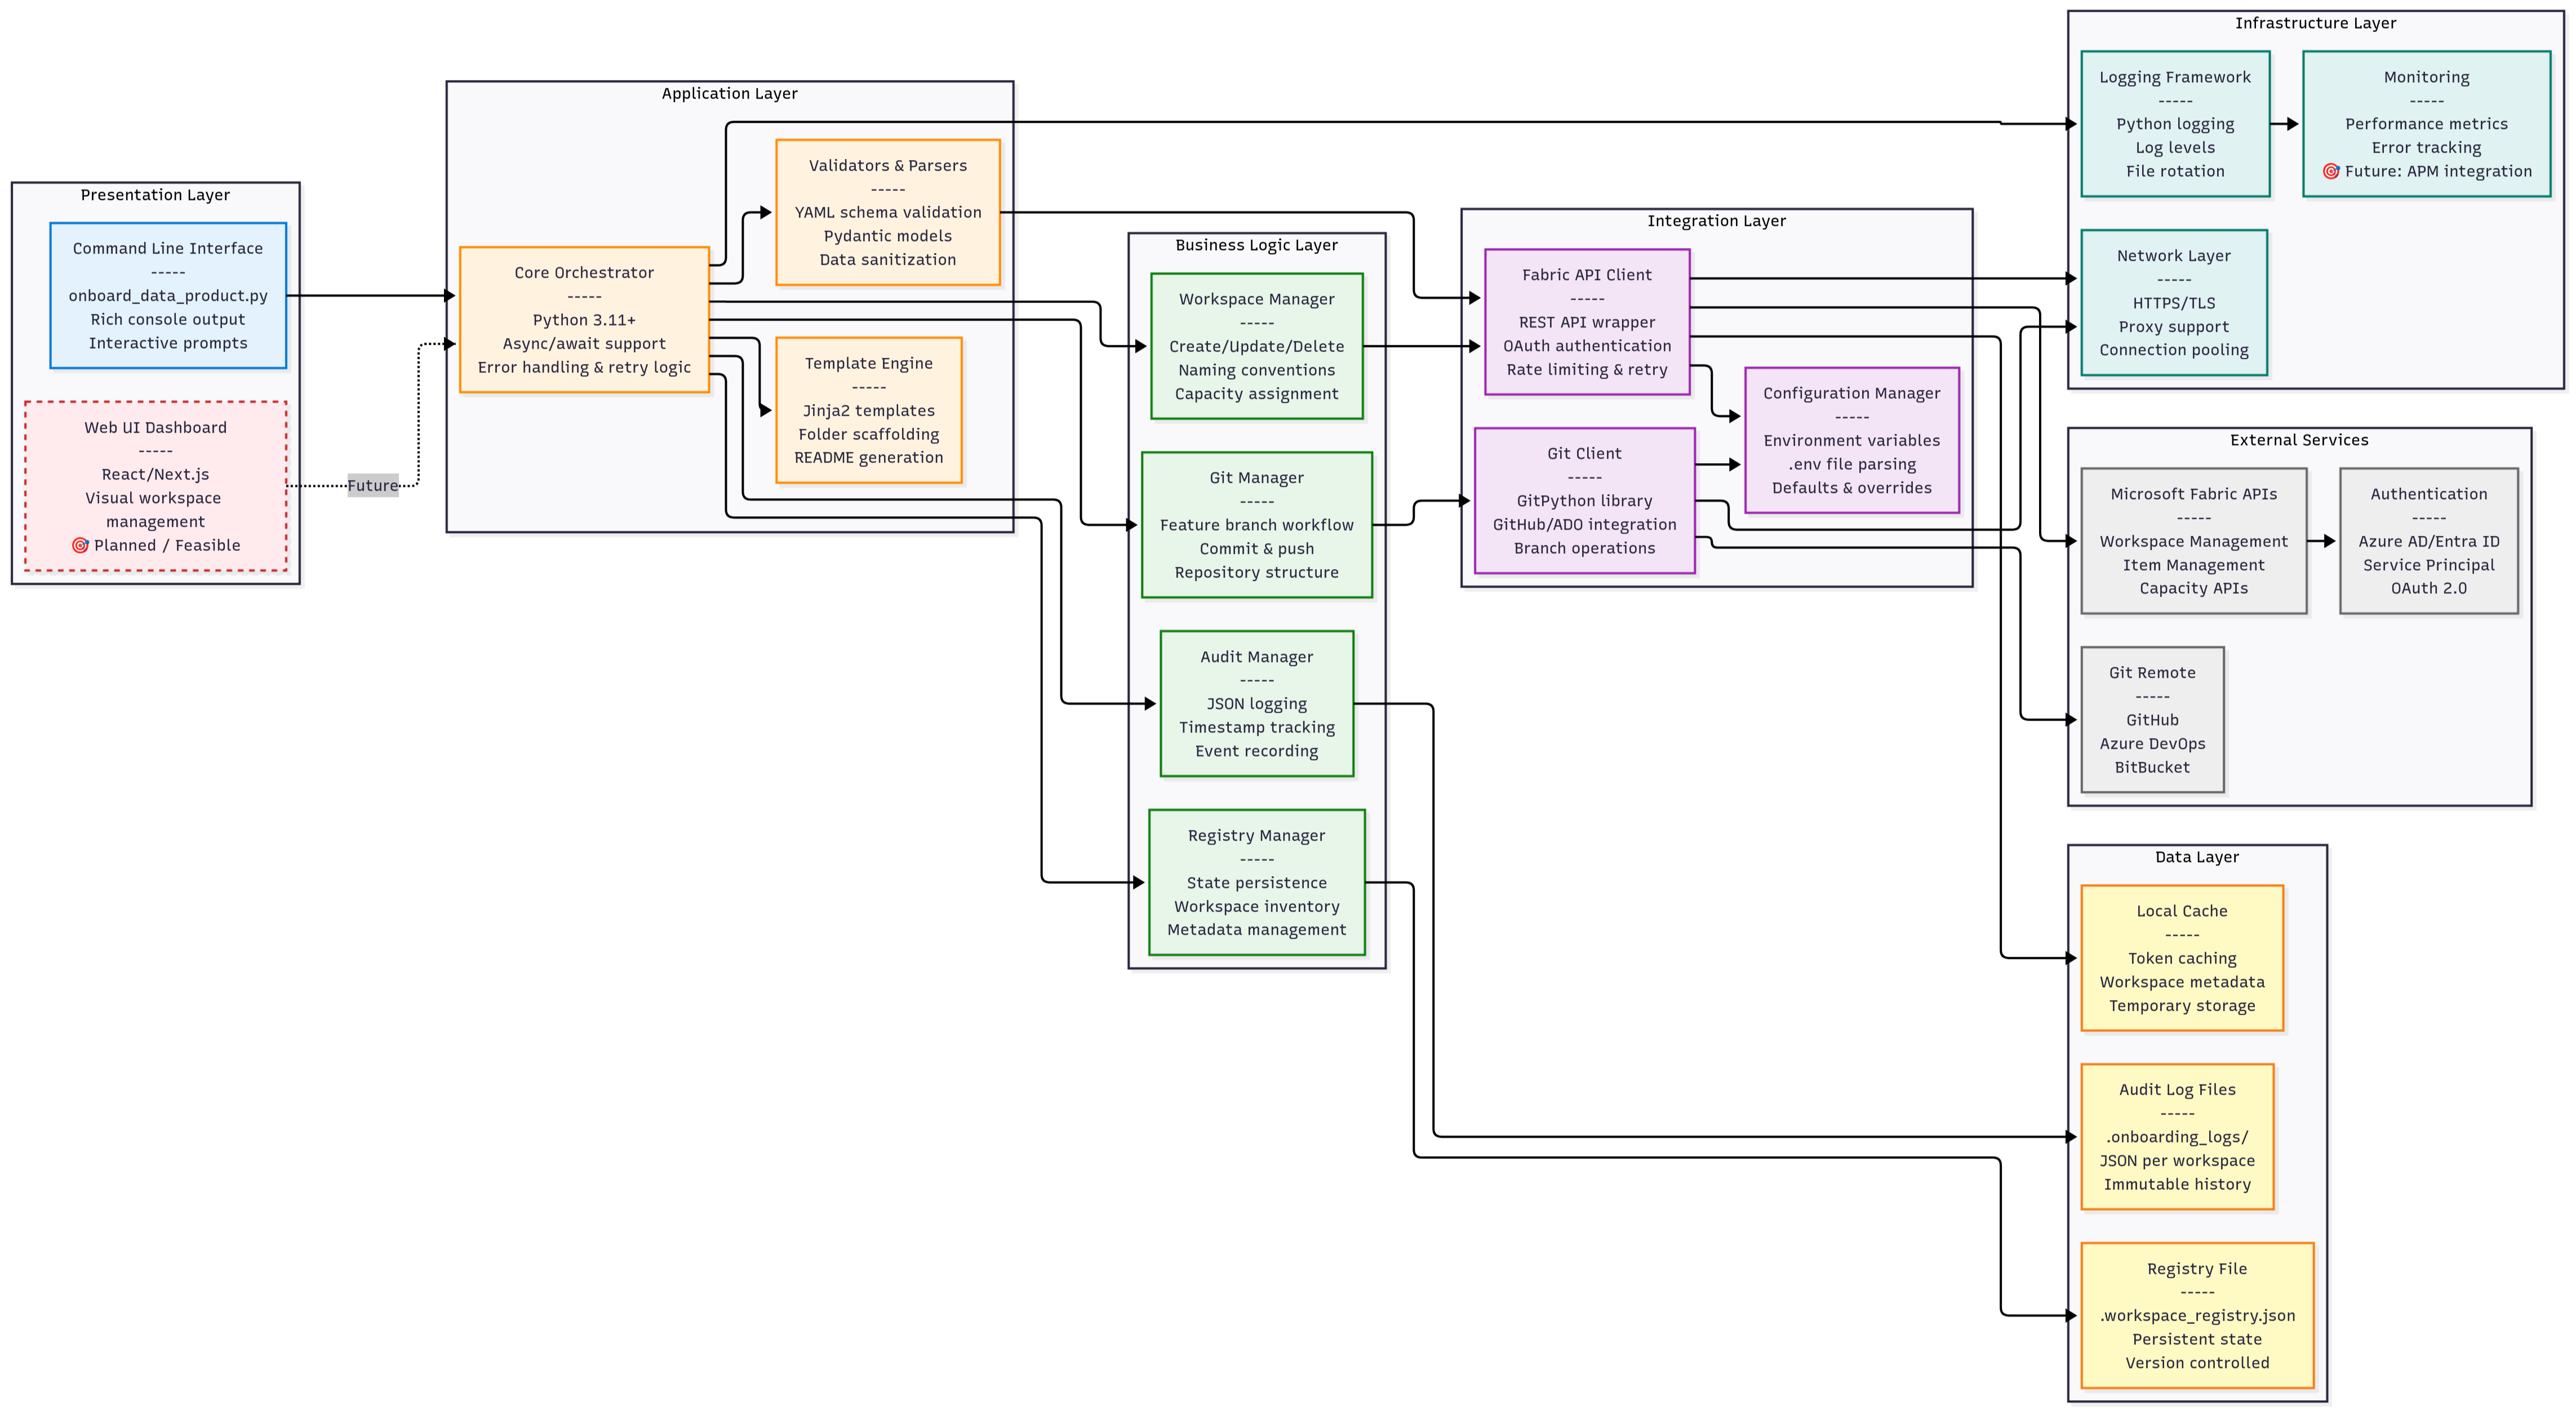 Presentation Layer
Command Line Interface
-----
onboard_data_product.py
Rich console output
Interactive prompts
Web UI Dashboard
-----
React/Next.js
Visual workspace
management
🎯 Planned / Feasible
Future
Application Layer
Core Orchestrator
-----
Python 3.11+
Async/await support
Error handling & retry logic
Validators & Parsers
-----
YAML schema validation
Pydantic models
Data sanitization
Template Engine
-----
Jinja2 templates
Folder scaffolding
README generation
Business Logic Layer
Workspace Manager
-----
Create/Update/Delete
Naming conventions
Capacity assignment
Git Manager
-----
Feature branch workflow
Commit & push
Repository structure
Audit Manager
-----
JSON logging
Timestamp tracking
Event recording
Registry Manager
-----
State persistence
Workspace inventory
Metadata management
Integration Layer
Fabric API Client
-----
REST API wrapper
OAuth authentication
Rate limiting & retry
Git Client
-----
GitPython library
GitHub/ADO integration
Branch operations
Configuration Manager
-----
Environment variables
.env file parsing
Defaults & overrides
Infrastructure Layer
Logging Framework
-----
Python logging
Log levels
File rotation
Monitoring
-----
Performance metrics
Error tracking
🎯 Future: APM integration
Network Layer
-----
HTTPS/TLS
Proxy support
Connection pooling
External Services
Microsoft Fabric APIs
-----
Workspace Management
Item Management
Capacity APIs
Authentication
-----
Azure AD/Entra ID
Service Principal
OAuth 2.0
Git Remote
-----
GitHub
Azure DevOps
BitBucket
Data Layer
Local Cache
-----
Token caching
Workspace metadata
Temporary storage
Audit Log Files
-----
.onboarding_logs/
JSON per workspace
Immutable history
Registry File
-----
.workspace_registry.json
Persistent state
Version controlled